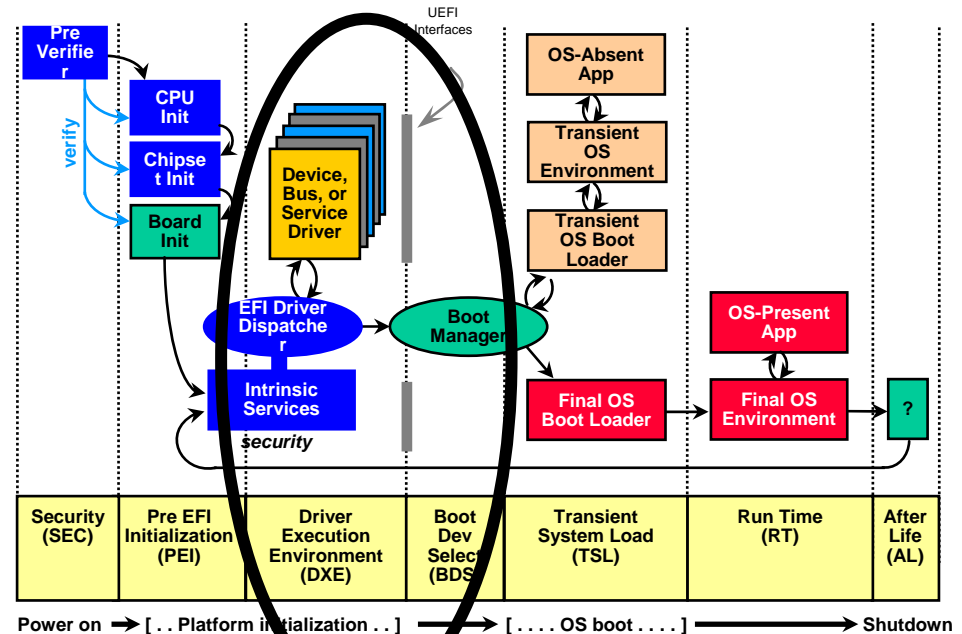 UEFI
Interfaces
Pre
Verifie
r
verify
CPU
Init
Chipse
t Init
Board
Init
Device,
Bus, or
Service
Driver
EFI Driver
Dispatche
r
Intrinsic
Services
security
Boot
Manager
OS-Absent
App
Transient
OS
Environment
Transient
OS Boot
Loader
Final OS
Boot Loader
OS-Present
App
Final OS
Environment
?
Security
(SEC)
Pre EFI
Initialization
(PEI)
Driver
Execution
Environment
(DXE)
Boot
Dev
Select
(BDS)
Transient
System Load
(TSL)
Run Time
(RT)
After
Life
(AL)
Power on [ . . Platform initialization . . ] [ . . . . OS boot . . . . ] Shutdown